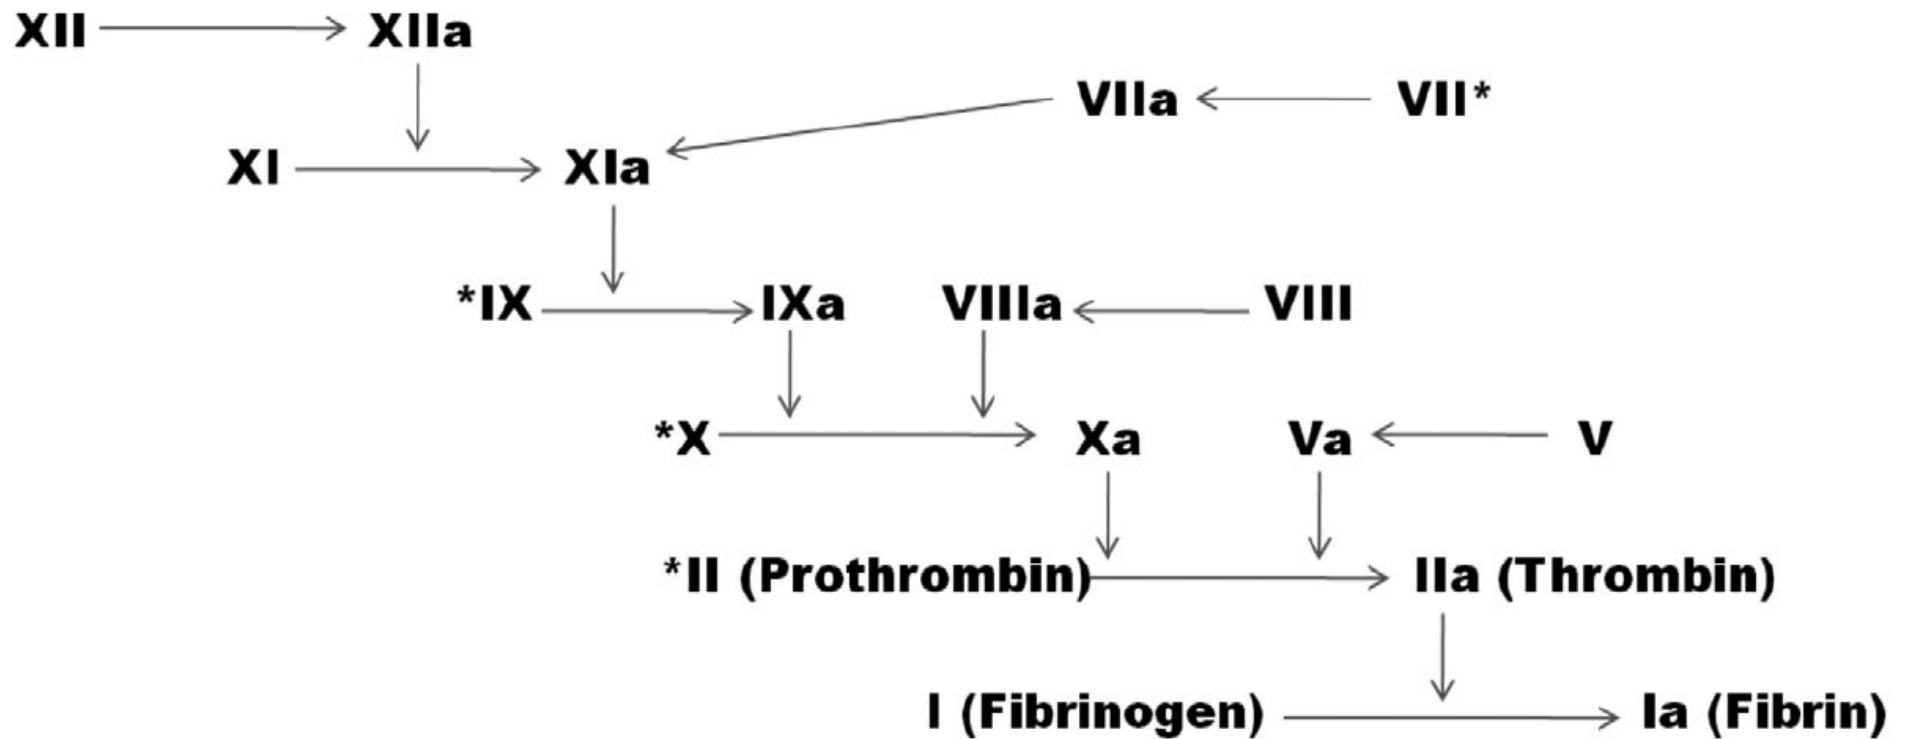 XII XIIa
VIIa VII*
XI XIa
*IX IXa VIIIa VIII
*X Xa Va V
*II (Prothrombin) IIa (Thrombin)
I (Fibrinogen) Ia (Fibrin)